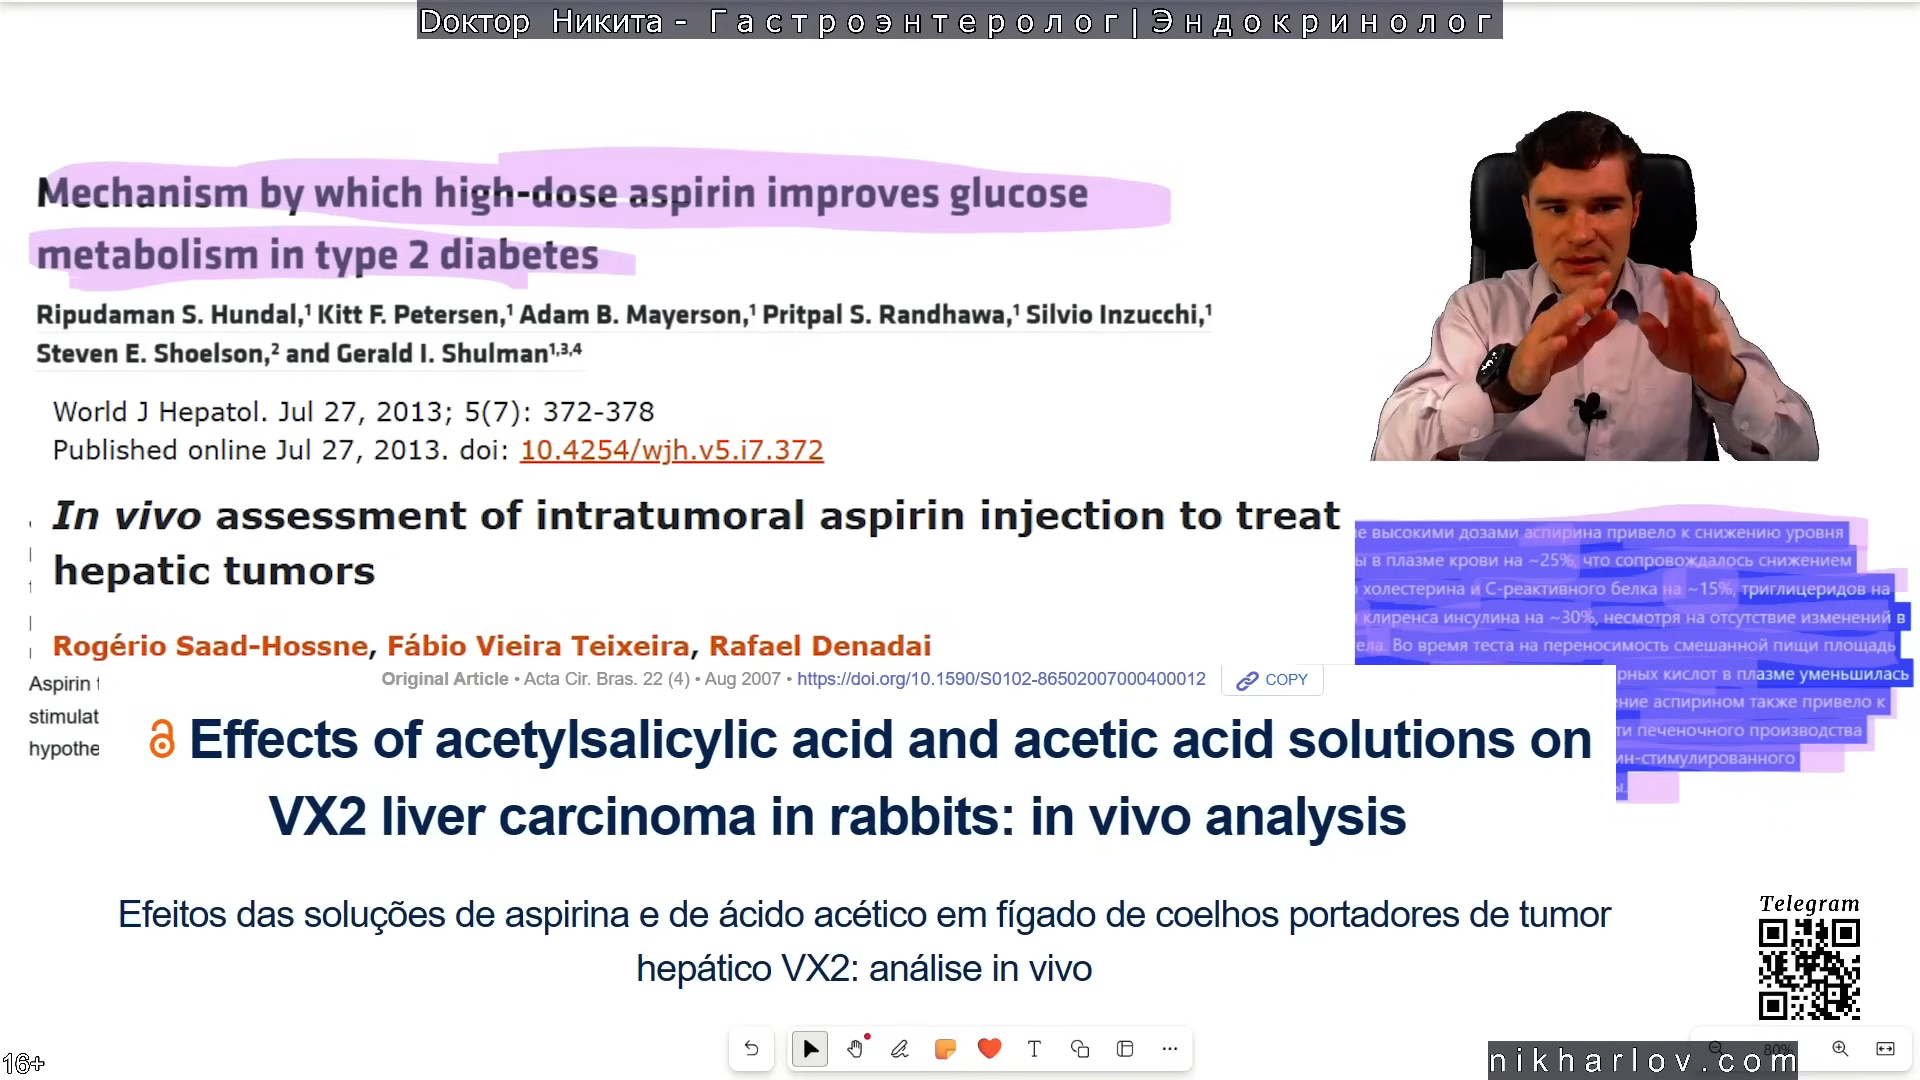 Dоктор Никита - Гастроэнтеролог|Эндокринолог
Mechanism by which high-dose aspirin improves glucose
metabolism in type 2 diabetes
Ripudaman S. Hundal,¹ Kitt F. Petersen,¹ Adam B. Mayerson,¹ Pritpal S. Randhawa,¹ Silvio Inzucchi,¹
Steven E. Shoelson,² and Gerald I. Shulman¹,³,⁴
World J Hepatol. Jul 27, 2013; 5(7): 372-378
Published online Jul 27, 2013. doi: 10.4254/wjh.v5.i7.372
In vivo assessment of intratumoral aspirin injection to treat
hepatic tumors
Rogério Saad-Hossne, Fábio Vieira Teixeira, Rafael Denadai
е высокими дозами аспирина привело к снижению уровня
ы в плазме крови на ~25%, что сопровождалось снижением
холестерина и С-реактивного белка на ~15%, триглицеридов на
клиренса инсулина на ~30%, несмотря на отсутствие изменений в
ела. Во время теста на переносимость смешанной пищи площадь
рных кислот в плазме уменьшилась
ние аспирином также привело к
ти печеночного производства
ин-стимулированного
ы.
Aspirin t
stimulat
hypothe
Original Article • Acta Cir. Bras. 22 (4) • Aug 2007 • https://doi.org/10.1590/S0102-86502007000400012 COPY
Effects of acetylsalicylic acid and acetic acid solutions on
VX2 liver carcinoma in rabbits: in vivo analysis
Efeitos das soluções de aspirina e de ácido acético em fígado de coelhos portadores de tumor
hepático VX2: análise in vivo
Telegram
T
80%
16+
nikharlov.com